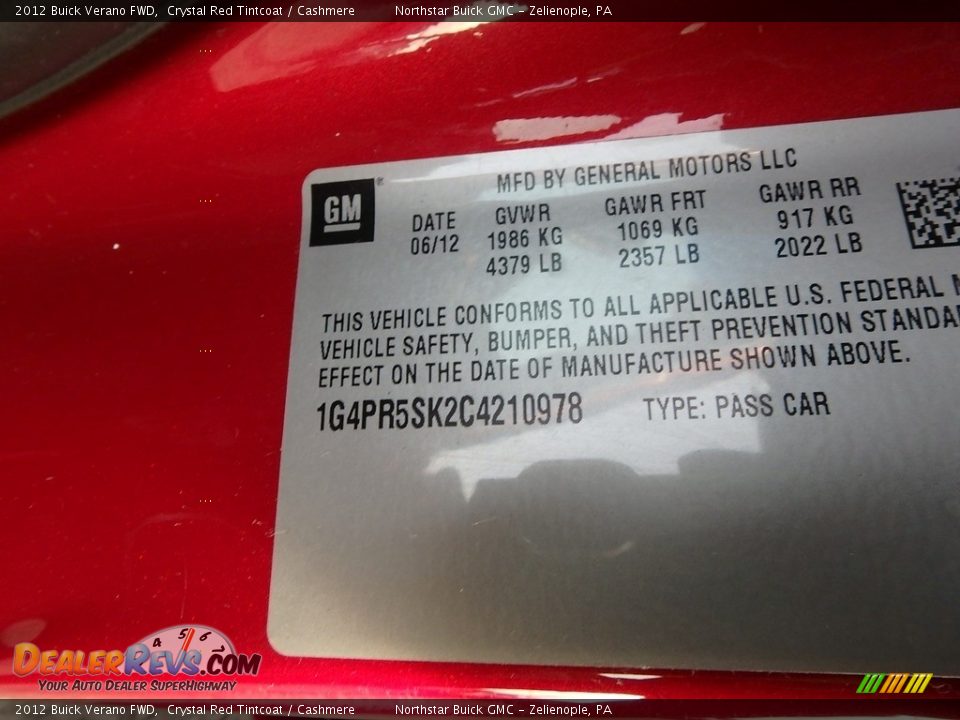 2012 Buick Verano FWD, Crystal Red Tintcoat / Cashmere Northstar Buick GMC - Zelienople, PA
MFD BY GENERAL MOTORS LLC
GM ®
DATE GVWR GAWR FRT GAWR RR
06/12 1986 KG 1069 KG 917 KG
4379 LB 2357 LB 2022 LB
THIS VEHICLE CONFORMS TO ALL APPLICABLE U.S. FEDERAL
VEHICLE SAFETY, BUMPER, AND THEFT PREVENTION STANDA
EFFECT ON THE DATE OF MANUFACTURE SHOWN ABOVE.
1G4PR5SK2C4210978 TYPE: PASS CAR
4 5 6
DEALERREVS.COM
YOUR AUTO DEALER SUPERHIGHWAY
2012 Buick Verano FWD, Crystal Red Tintcoat / Cashmere Northstar Buick GMC - Zelienople, PA